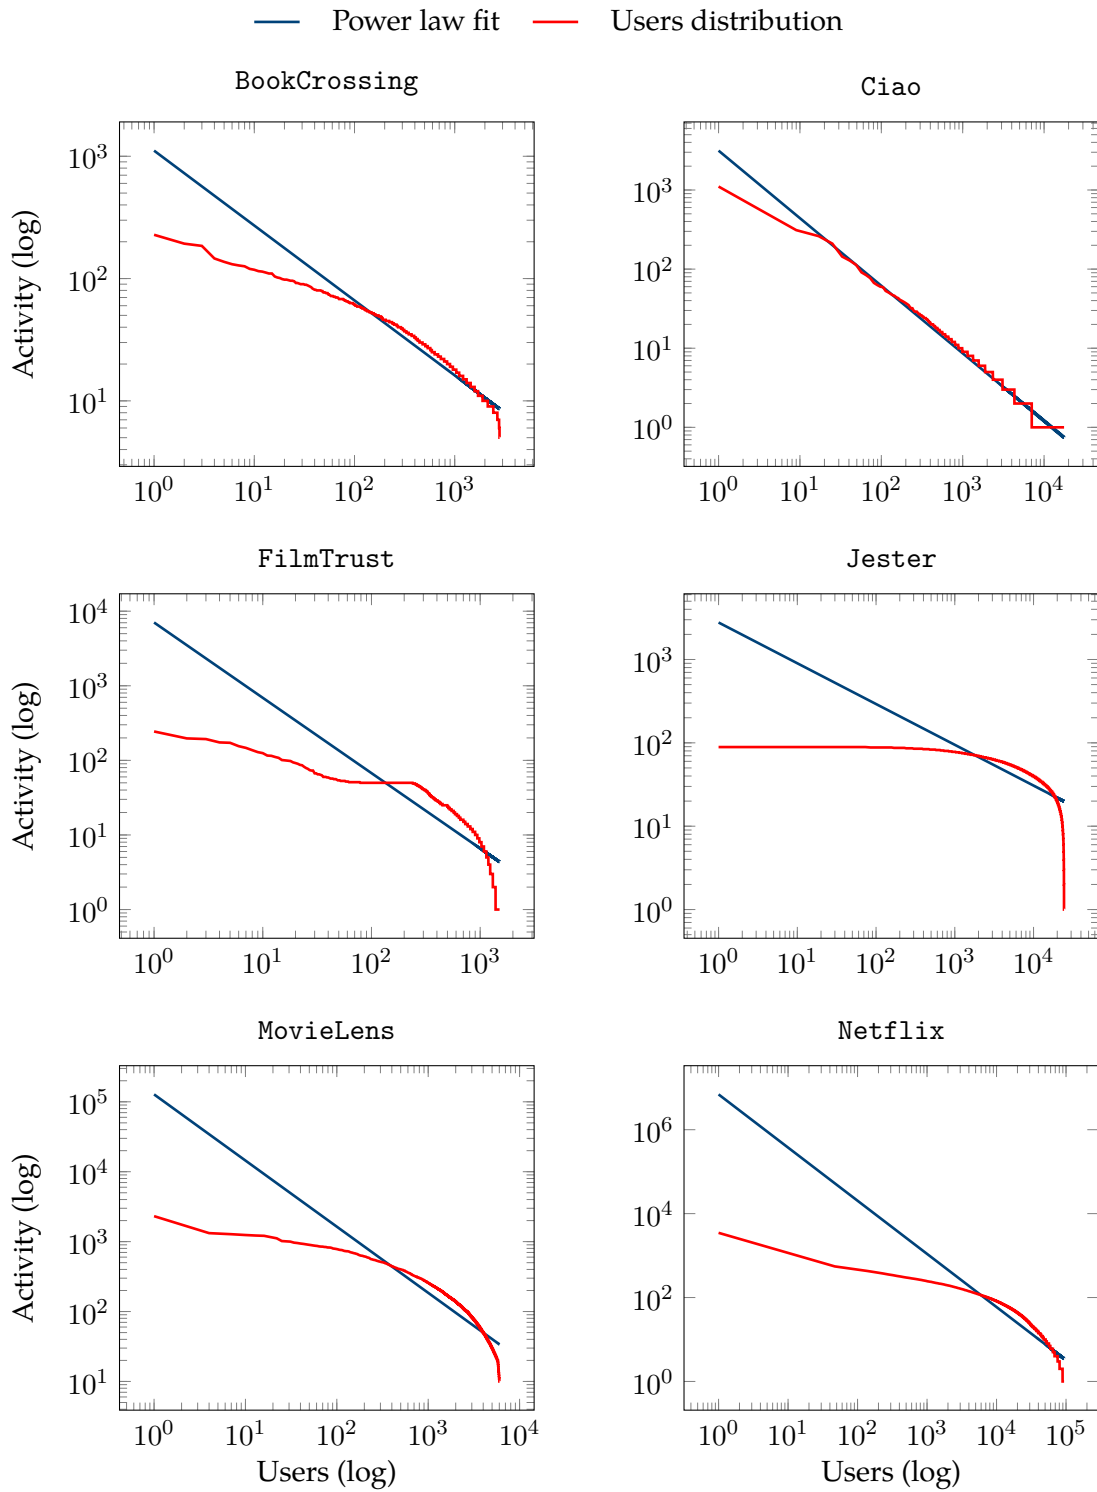 Power law fit Users distribution
BookCrossing Ciao
Activity (log)
10^3 10^2 10^1
10^0 10^1 10^2 10^3
10^3 10^2 10^1 10^0
10^0 10^1 10^2 10^3 10^4
FilmTrust Jester
Activity (log)
10^4 10^3 10^2 10^1 10^0
10^0 10^1 10^2 10^3
10^3 10^2 10^1 10^0
10^0 10^1 10^2 10^3 10^4
MovieLens Netflix
Activity (log)
10^5 10^4 10^3 10^2 10^1
10^0 10^1 10^2 10^3 10^4
10^6 10^4 10^2 10^0
10^0 10^1 10^2 10^3 10^4 10^5
Users (log) Users (log)